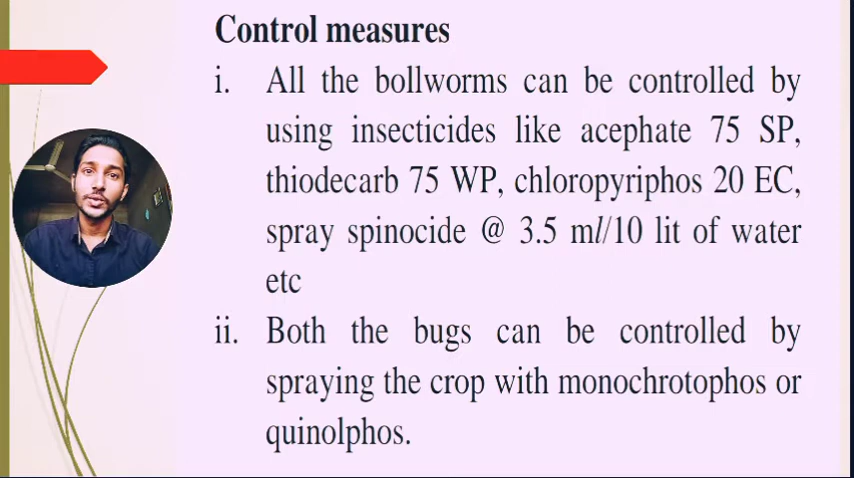 Control measures
i. All the bollworms can be controlled by
using insecticides like acephate 75 SP,
thiodecarb 75 WP, chloropyriphos 20 EC,
spray spinocide @ 3.5 ml/10 lit of water
etc
ii. Both the bugs can be controlled by
spraying the crop with monochrotophos or
quinolphos.